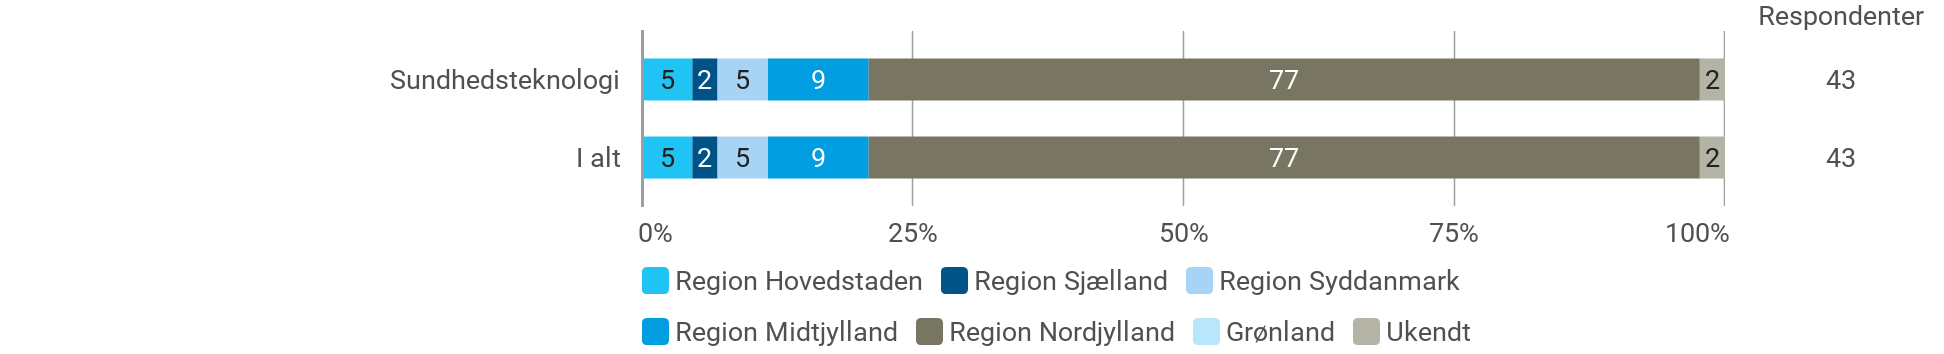 Respondenter
Sundhedsteknologi 5 2 5 9 77 2 43
I alt 5 2 5 9 77 2 43
0% 25% 50% 75% 100%
Region Hovedstaden Region Sjælland Region Syddanmark
Region Midtjylland Region Nordjylland Grønland Ukendt